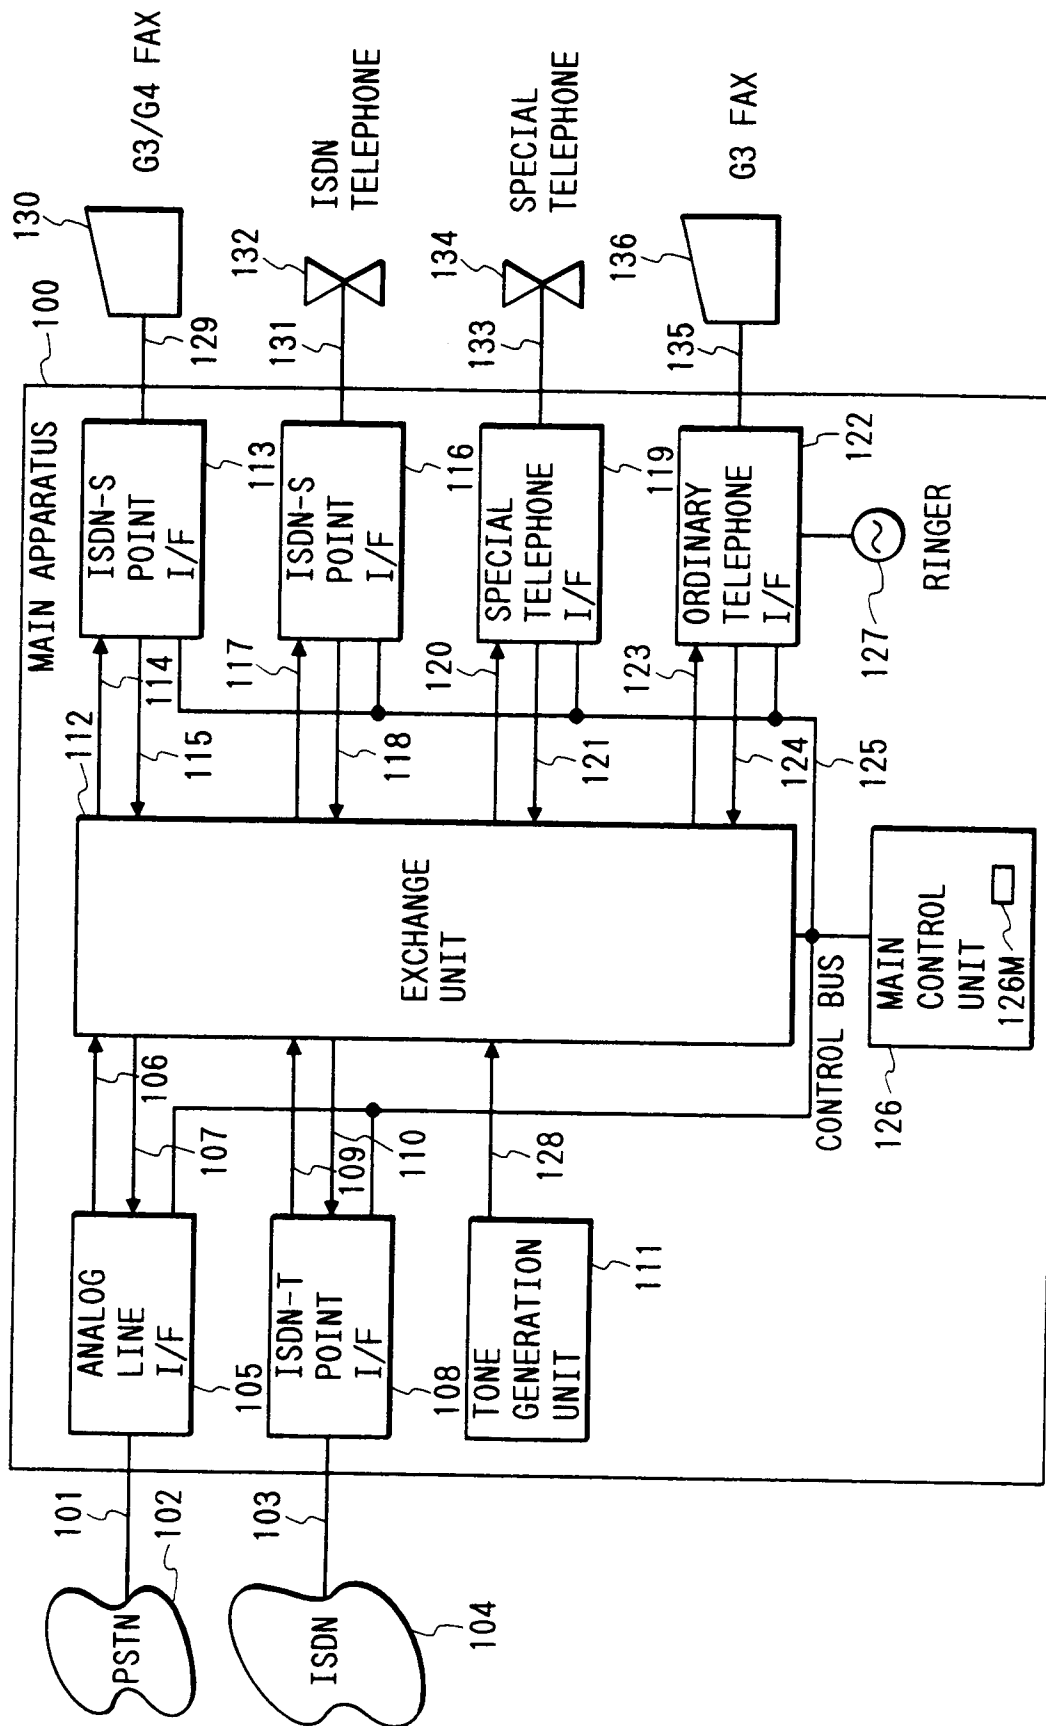 MAIN APPARATUS
100
PSTN
101
102
ISDN
103
104
ANALOG
LINE
I/F
105
106
107
ISDN-T
POINT
I/F
108
109
110
TONE
GENERATION
UNIT
111
128
EXCHANGE
UNIT
112
ISDN-S
POINT
I/F
113
114
115
ISDN-S
POINT
I/F
116
117
118
SPECIAL
TELEPHONE
I/F
119
120
121
ORDINARY
TELEPHONE
I/F
122
123
124
125
CONTROL BUS
MAIN
CONTROL
UNIT
126M
126
127
RINGER
129
130
G3/G4 FAX
131
132
ISDN
TELEPHONE
133
134
SPECIAL
TELEPHONE
135
136
G3 FAX